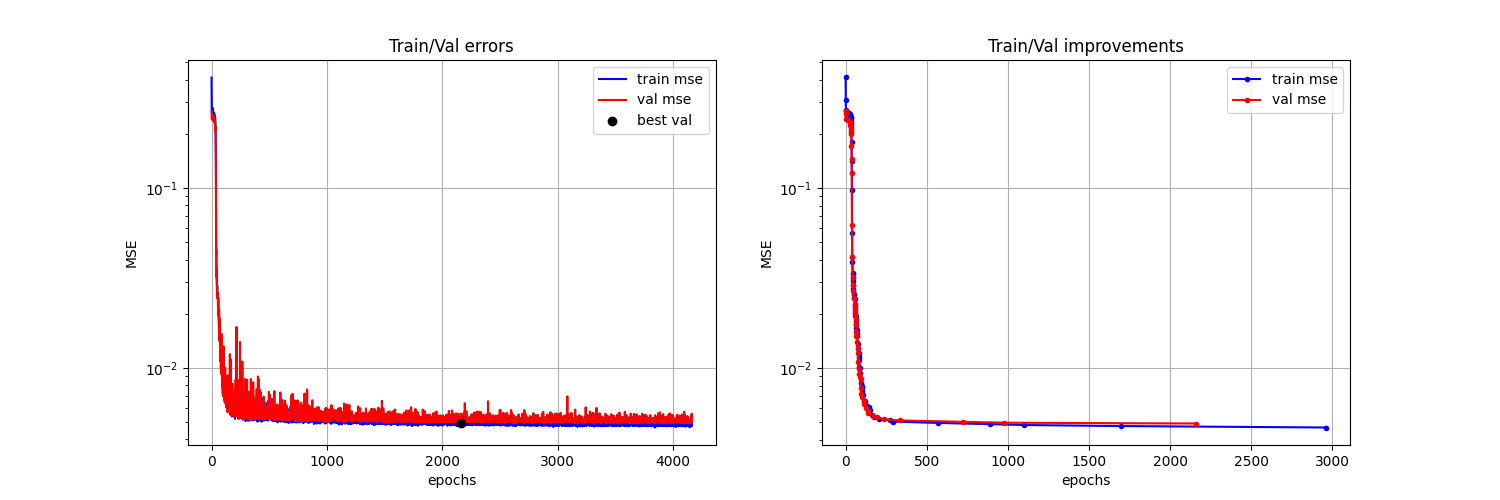 Train/Val errors
train mse
val mse
best val
MSE
10⁻¹
10⁻²
0 1000 2000 3000 4000
epochs
Train/Val improvements
train mse
val mse
MSE
10⁻¹
10⁻²
0 500 1000 1500 2000 2500 3000
epochs